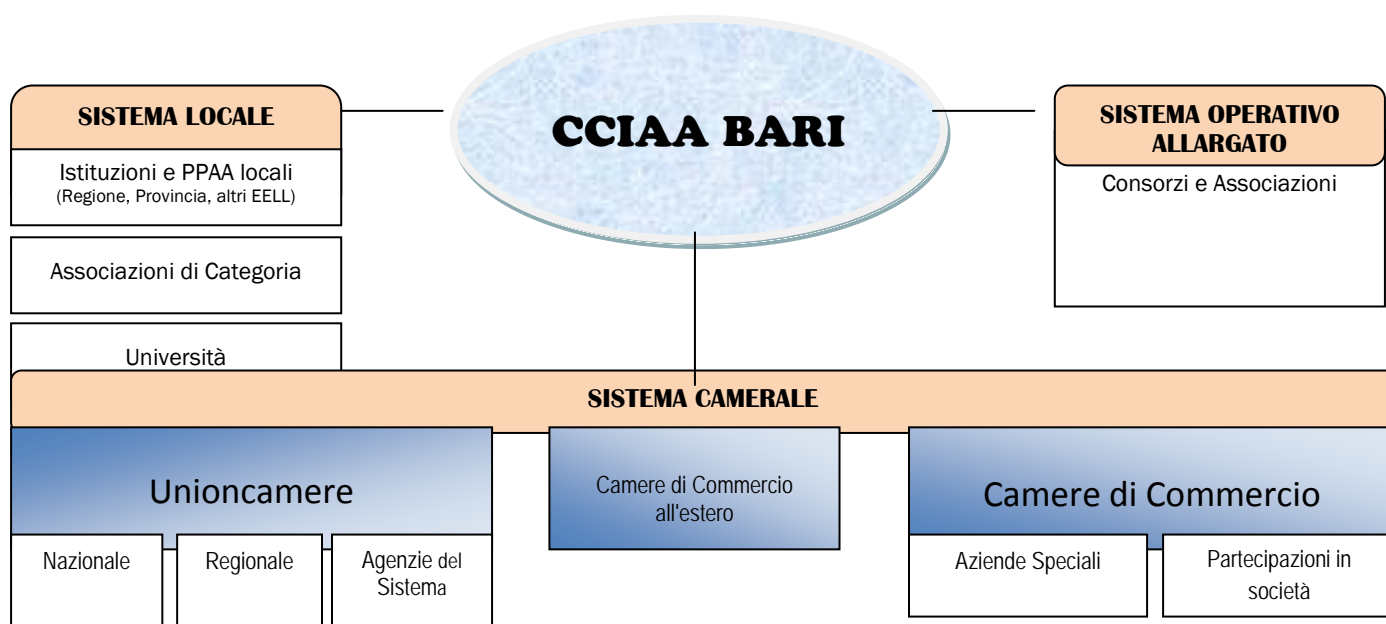 CCIAA BARI
SISTEMA LOCALE
Istituzioni e PPAA locali
(Regione, Provincia, altri EELL)
Associazioni di Categoria
Università
SISTEMA OPERATIVO
ALLARGATO
Consorzi e Associazioni
SISTEMA CAMERALE
Unioncamere
Nazionale
Regionale
Agenzie del
Sistema
Camere di Commercio
all'estero
Camere di Commercio
Aziende Speciali
Partecipazioni in
società